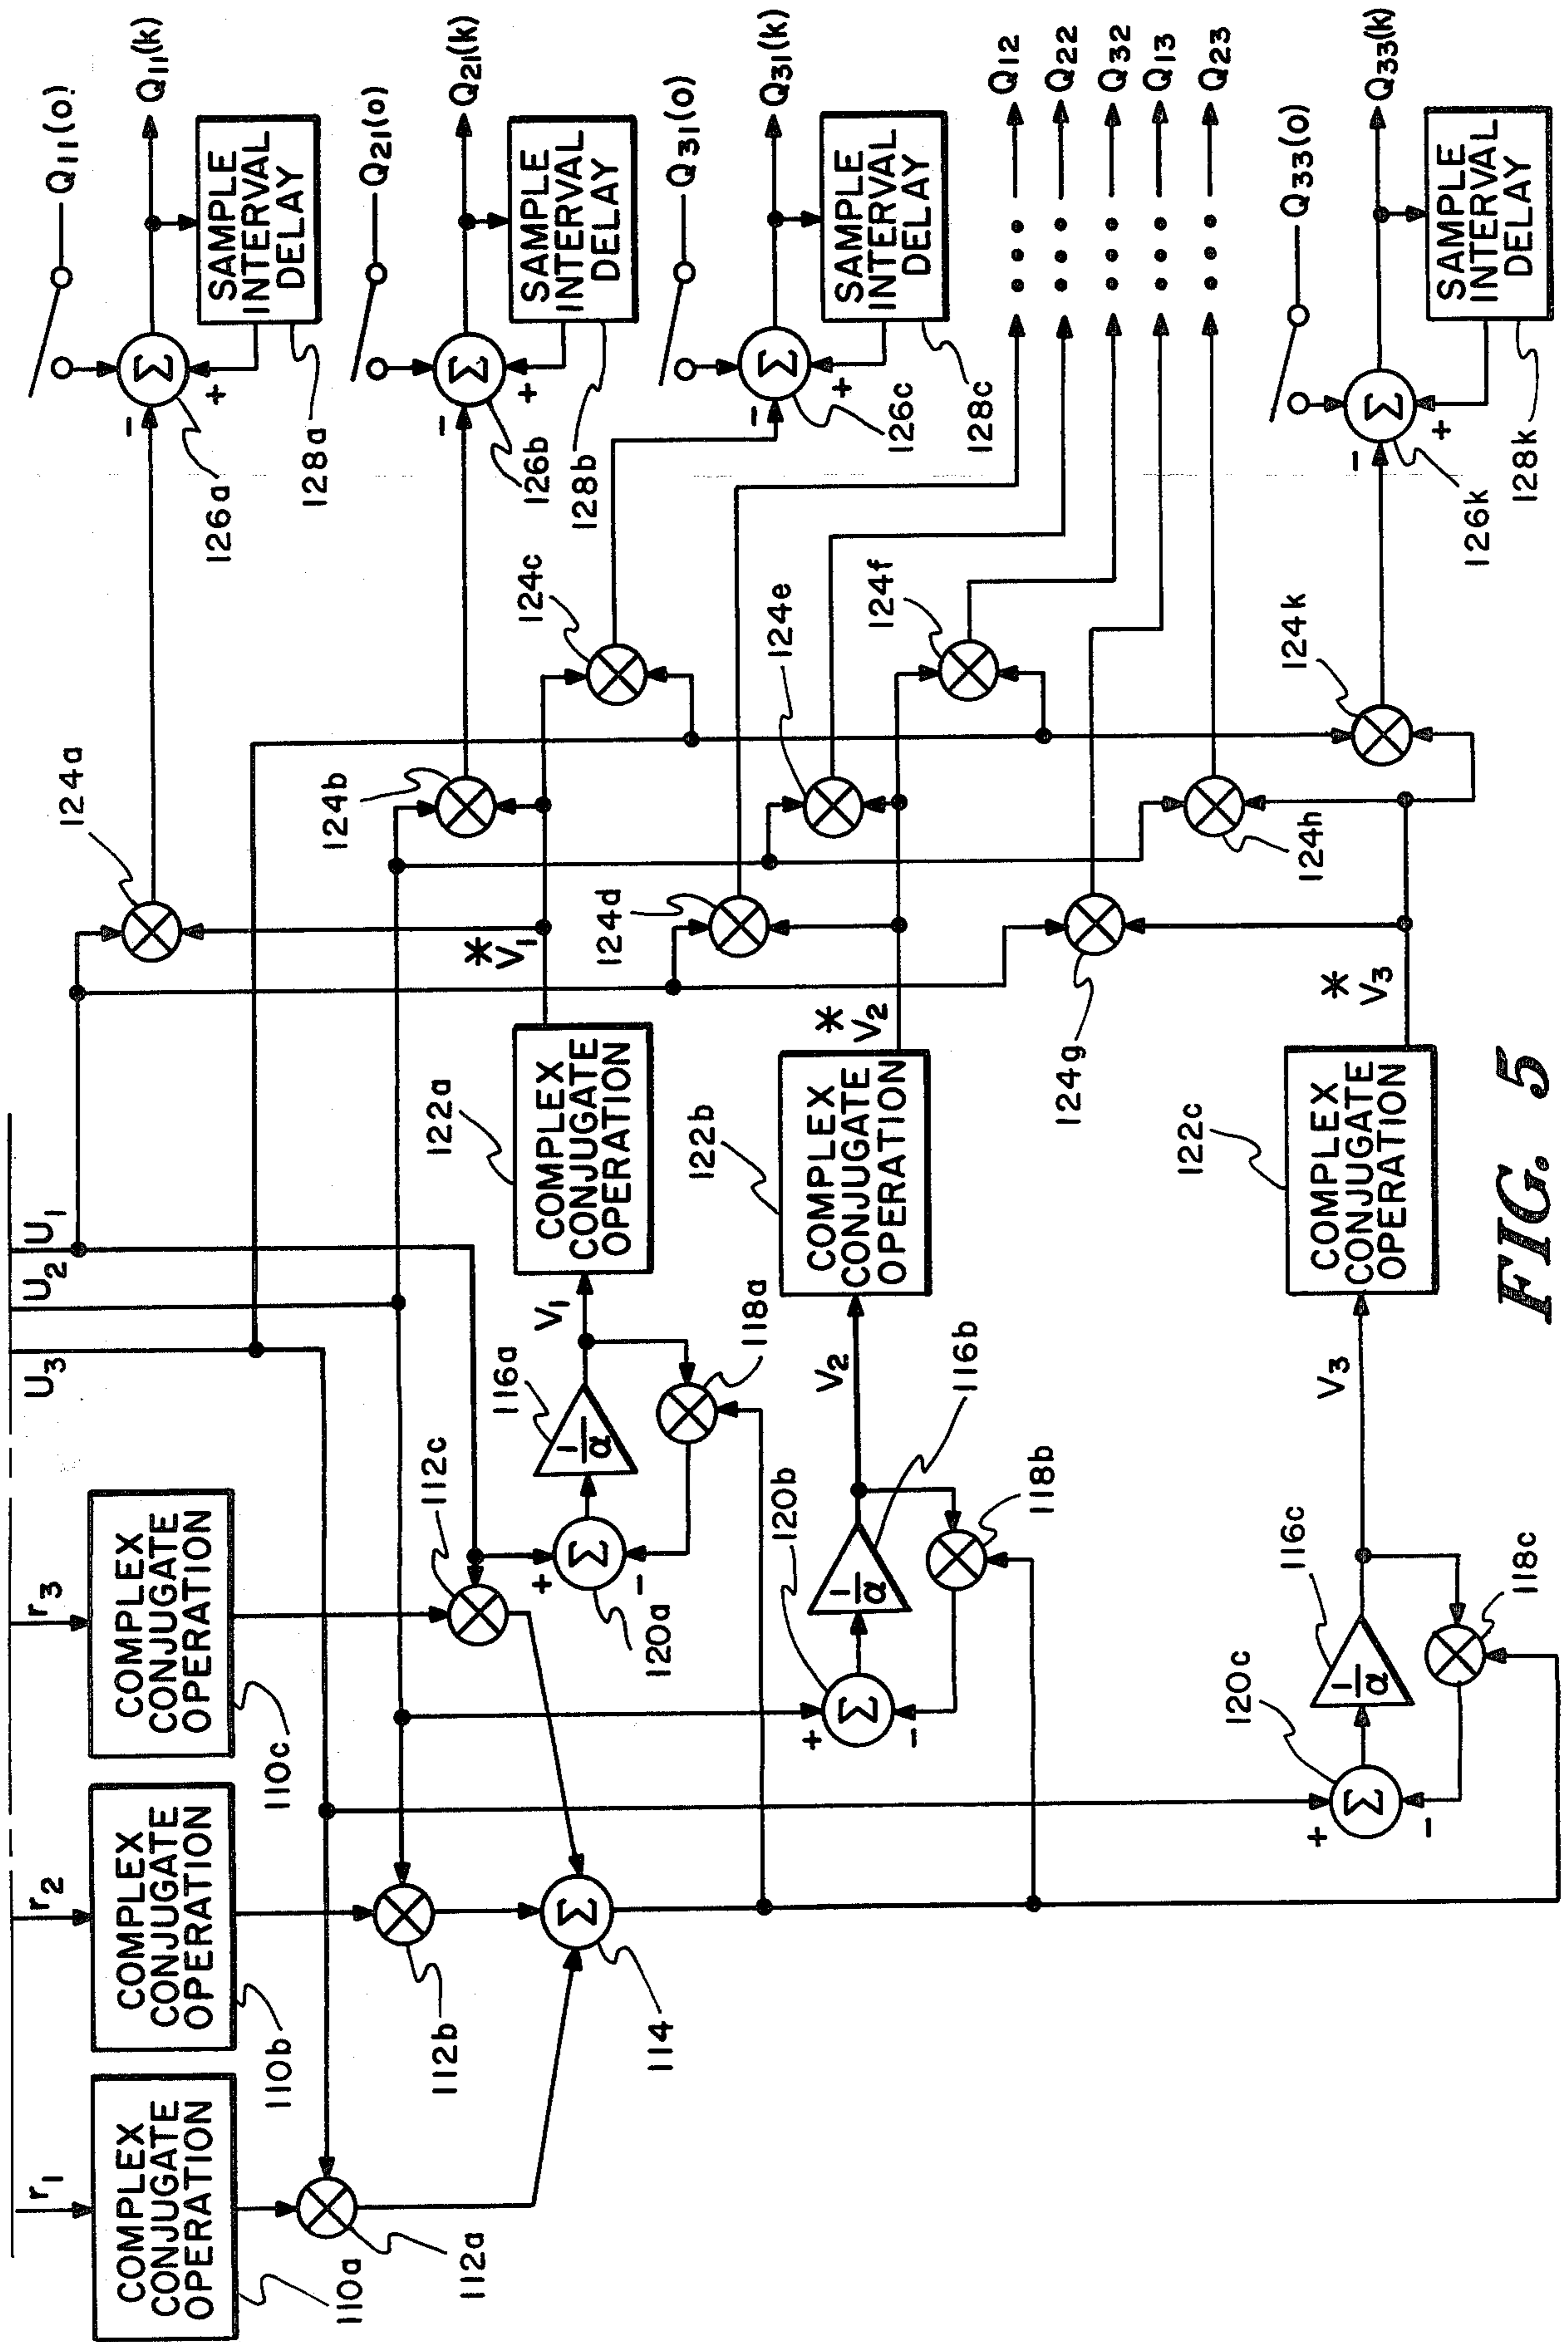 r1
COMPLEX
CONJUGATE
OPERATION
110a
r2
COMPLEX
CONJUGATE
OPERATION
110b
r3
COMPLEX
CONJUGATE
OPERATION
110c
U3
U2
U1
112a
112b
112c
114
+
Σ
−
120a
1/α
116a
118a
V1
COMPLEX
CONJUGATE
OPERATION
122a
*
V1
Σ
+
Σ
−
120b
1/α
116b
118b
V2
COMPLEX
CONJUGATE
OPERATION
122b
*
V2
+
Σ
−
120c
1/α
116c
118c
V3
COMPLEX
CONJUGATE
OPERATION
122c
*
V3
124a
124b
124c
124d
124e
124f
124g
124h
124k
−
Σ
+
126a
128a
SAMPLE
INTERVAL
DELAY
Q11(o)
Q11(k)
−
Σ
+
126b
128b
SAMPLE
INTERVAL
DELAY
Q21(o)
Q21(k)
−
Σ
+
126c
128c
SAMPLE
INTERVAL
DELAY
Q31(o)
Q31(k)
Q12
Q22
Q32
Q13
Q23
−
Σ
+
126k
128k
SAMPLE
INTERVAL
DELAY
Q33(o)
Q33(k)
FIG. 5